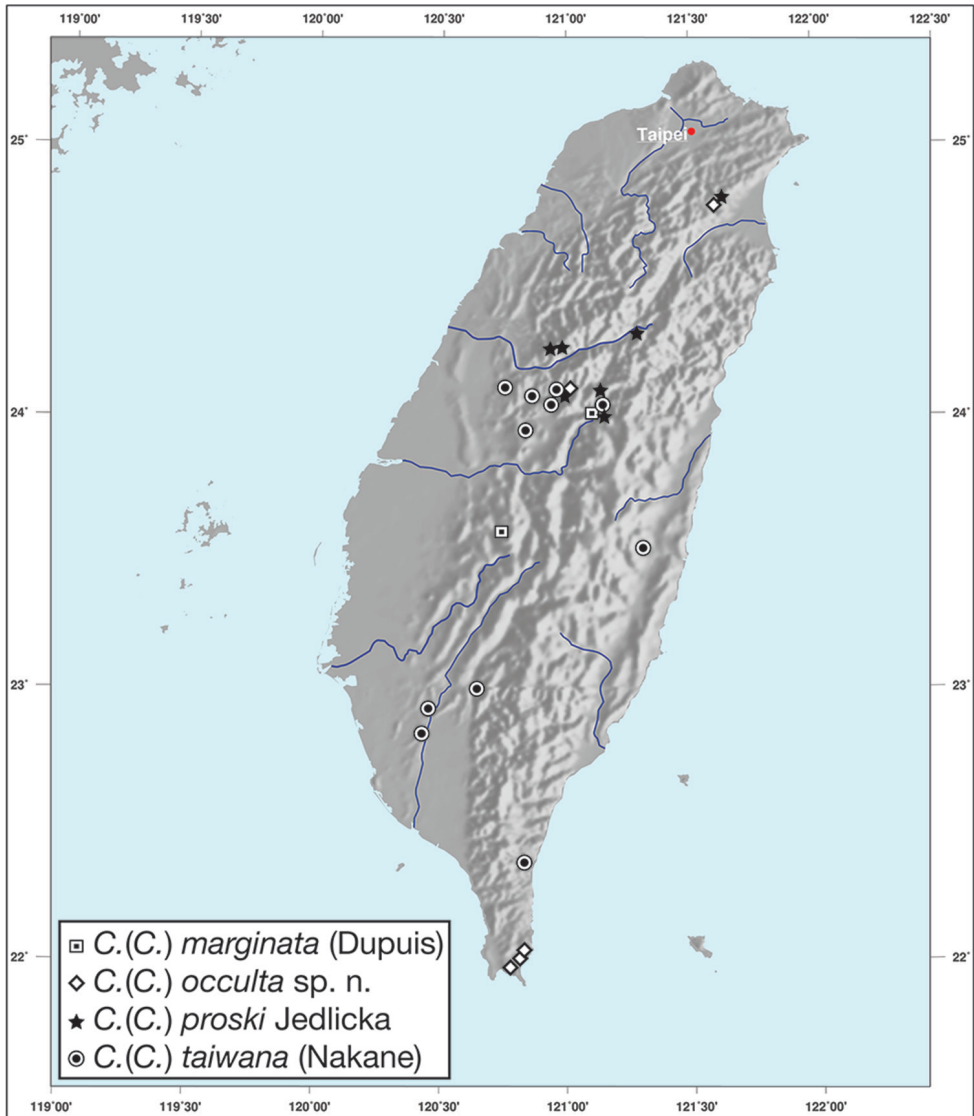 119°00' 119°30' 120°00' 120°30' 121°00' 121°30' 122°00' 122°30'
25° Taipei 25°
24° 24°
23° 23°
22° 22°
C.(C.) marginata (Dupuis)
C.(C.) occulta sp. n.
C.(C.) proski Jedlicka
C.(C.) taiwana (Nakane)
119°00' 119°30' 120°00' 120°30' 121°00' 121°30' 122°00'